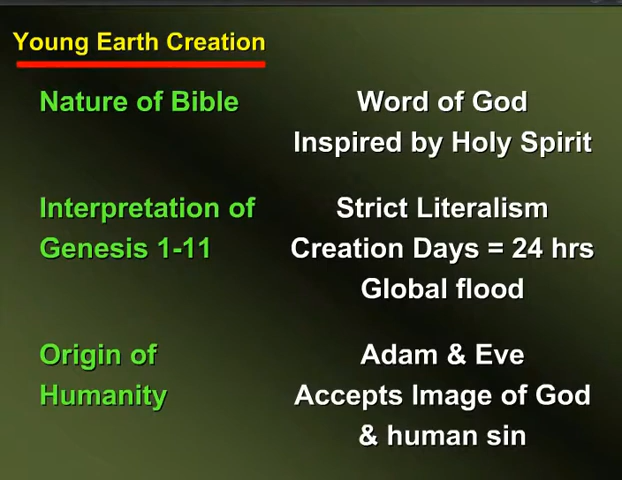 Young Earth Creation
Nature of Bible
Word of God
Inspired by Holy Spirit
Interpretation of
Genesis 1-11
Strict Literalism
Creation Days = 24 hrs
Global flood
Origin of
Humanity
Adam & Eve
Accepts Image of God
& human sin